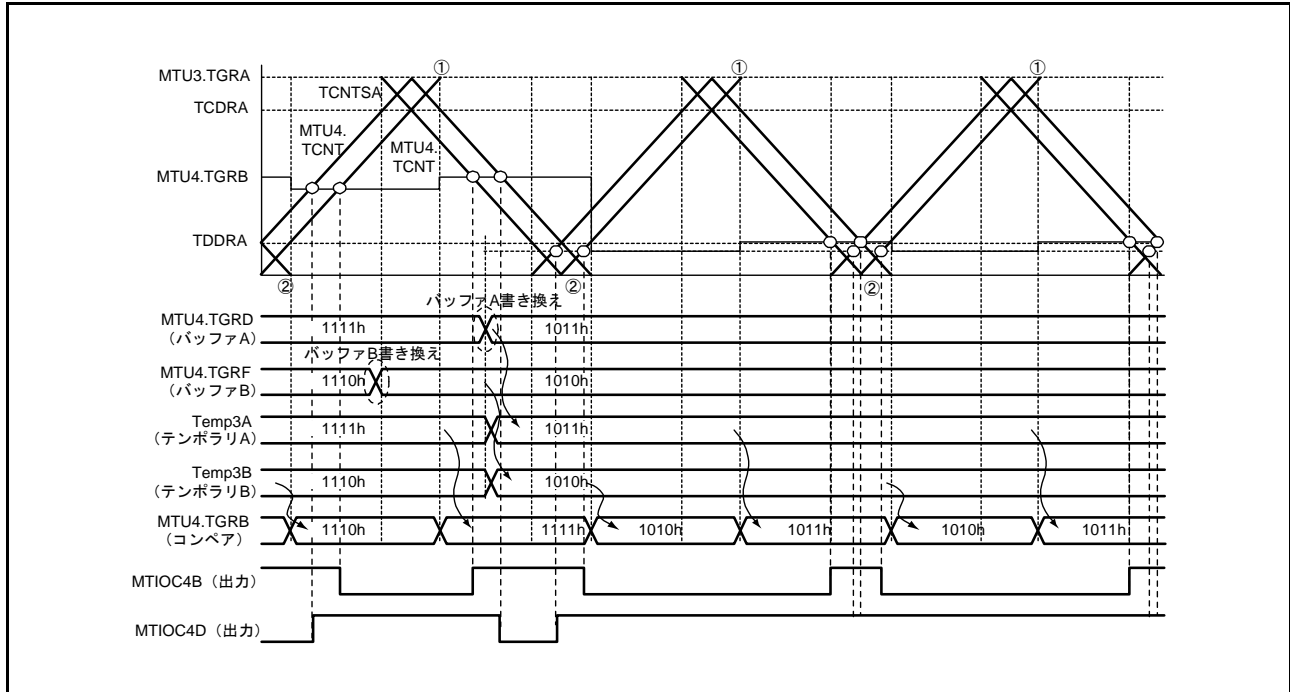 MTU3.TGRA
TCDRA
MTU4.TGRB
TDDRA
TCNTSA
MTU4.
TCNT
MTU4.
TCNT
① ① ①
② ② ②
バッファA書き換え
MTU4.TGRD
(バッファA)
1111h 1011h
バッファB書き換え
MTU4.TGRF
(バッファB)
1110h 1010h
Temp3A
(テンポラリA)
1111h 1011h
Temp3B
(テンポラリB)
1110h 1010h
MTU4.TGRB
(コンペア)
1110h 1111h 1010h 1011h 1010h 1011h
MTIOC4B(出力)
MTIOC4D(出力)